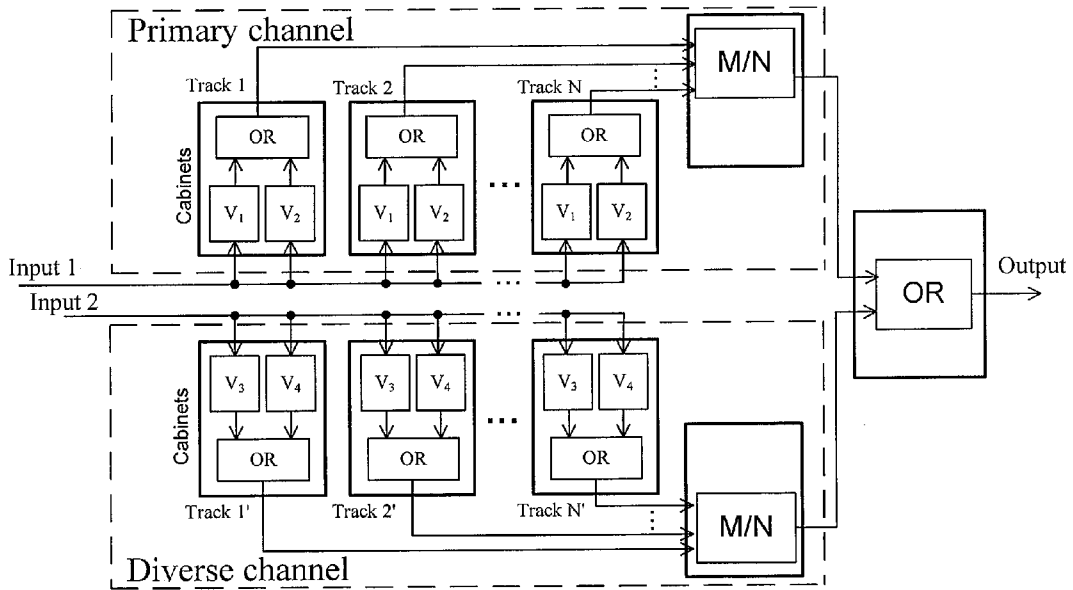 Primary channel
M/N
Track 1
Track 2
Track N
OR
OR
OR
Cabinets
V1
V2
V1
V2
V1
V2
...
Input 1
...
Output
OR
Input 2
...
V3
V4
V3
V4
V3
V4
Cabinets
...
OR
OR
OR
Track 1'
Track 2'
Track N'
M/N
Diverse channel